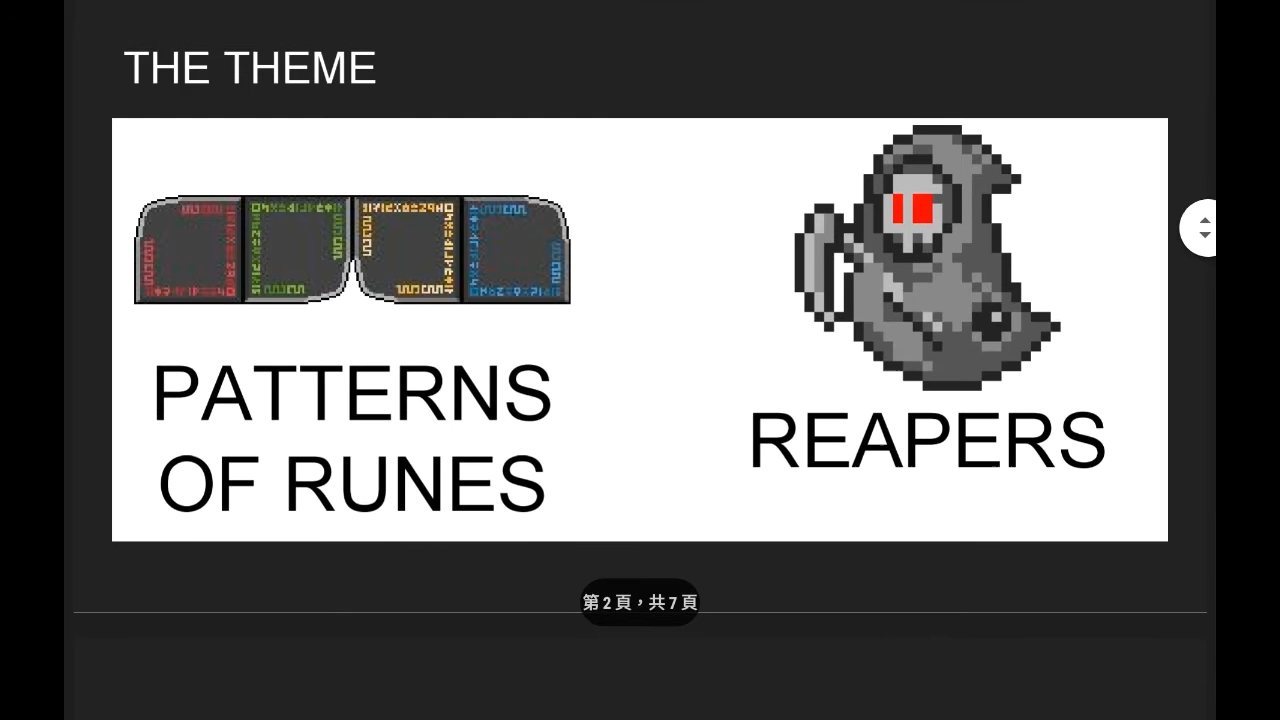 THE THEME
PATTERNS
OF RUNES
REAPERS
第2頁，共7頁